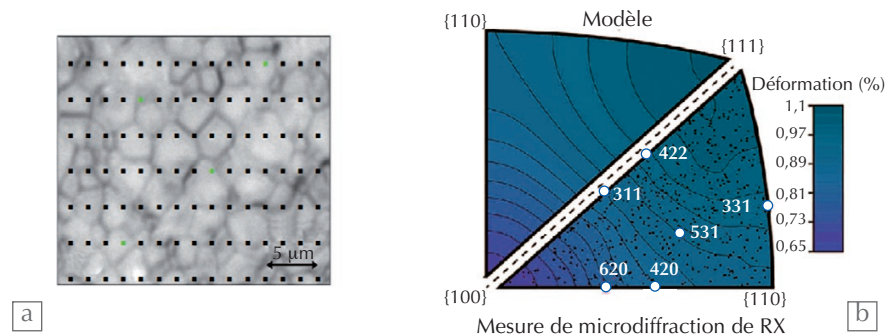 5 μm
a
{110}
Modèle
{111}
Déformation (%)
1,1
0,97
0,89
0,81
0,73
0,65
422
311
331
531
620
420
{100}
{110}
Mesure de microdiffraction de RX
b